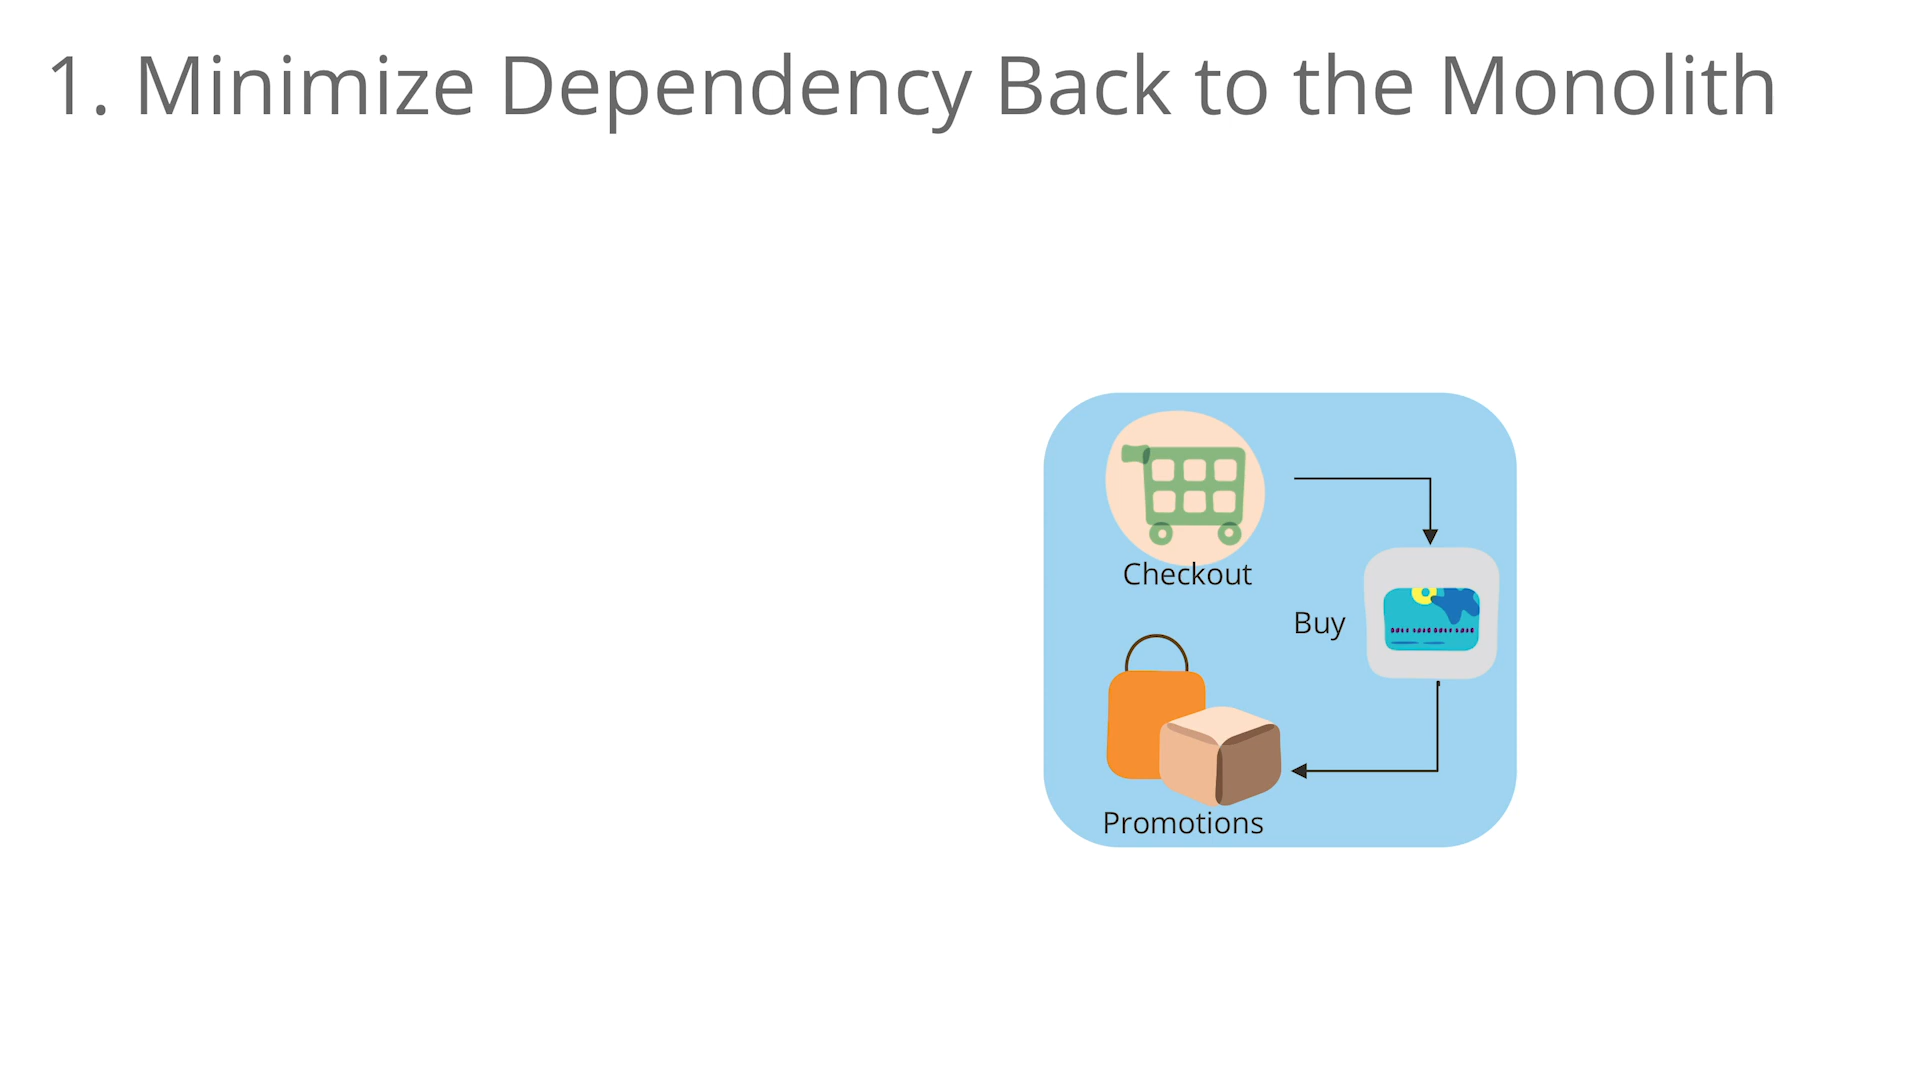 1. Minimize Dependency Back to the Monolith
Checkout
Buy
Promotions